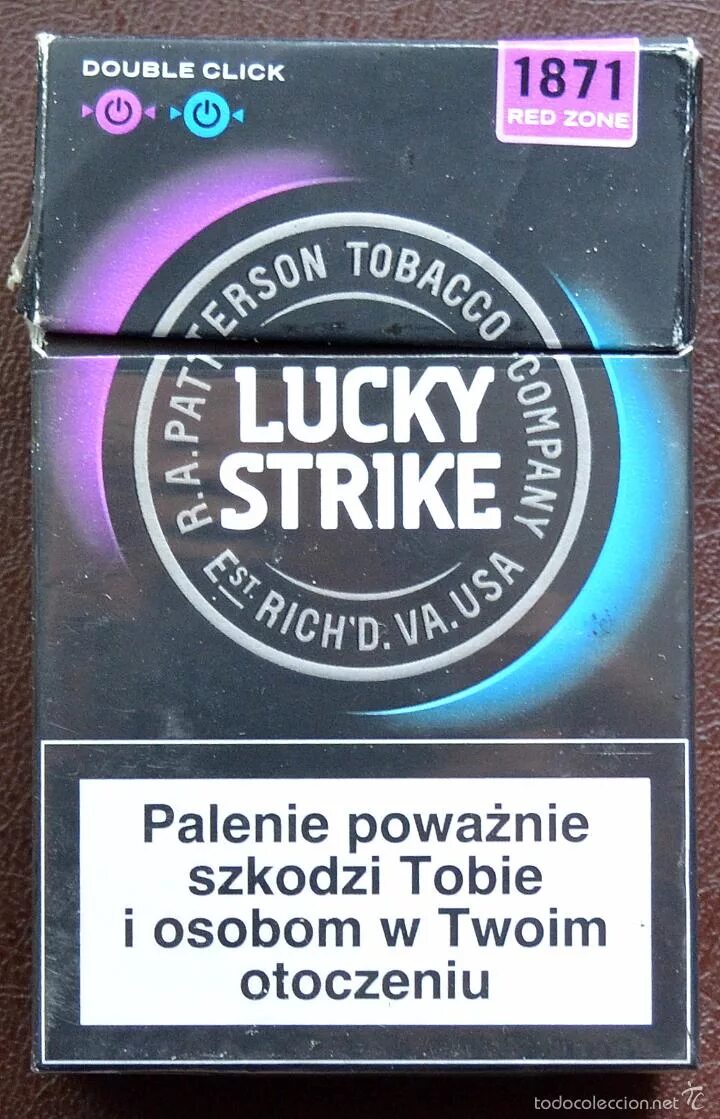 DOUBLE CLICK
1871
RED ZONE
R.A. PATTERSON TOBACCO COMPANY
LUCKY
STRIKE
EST. RICH'D. VA. USA
Palenie poważnie
szkodzi Tobie
i osobom w Twoim
otoczeniu
todocoleccion.net